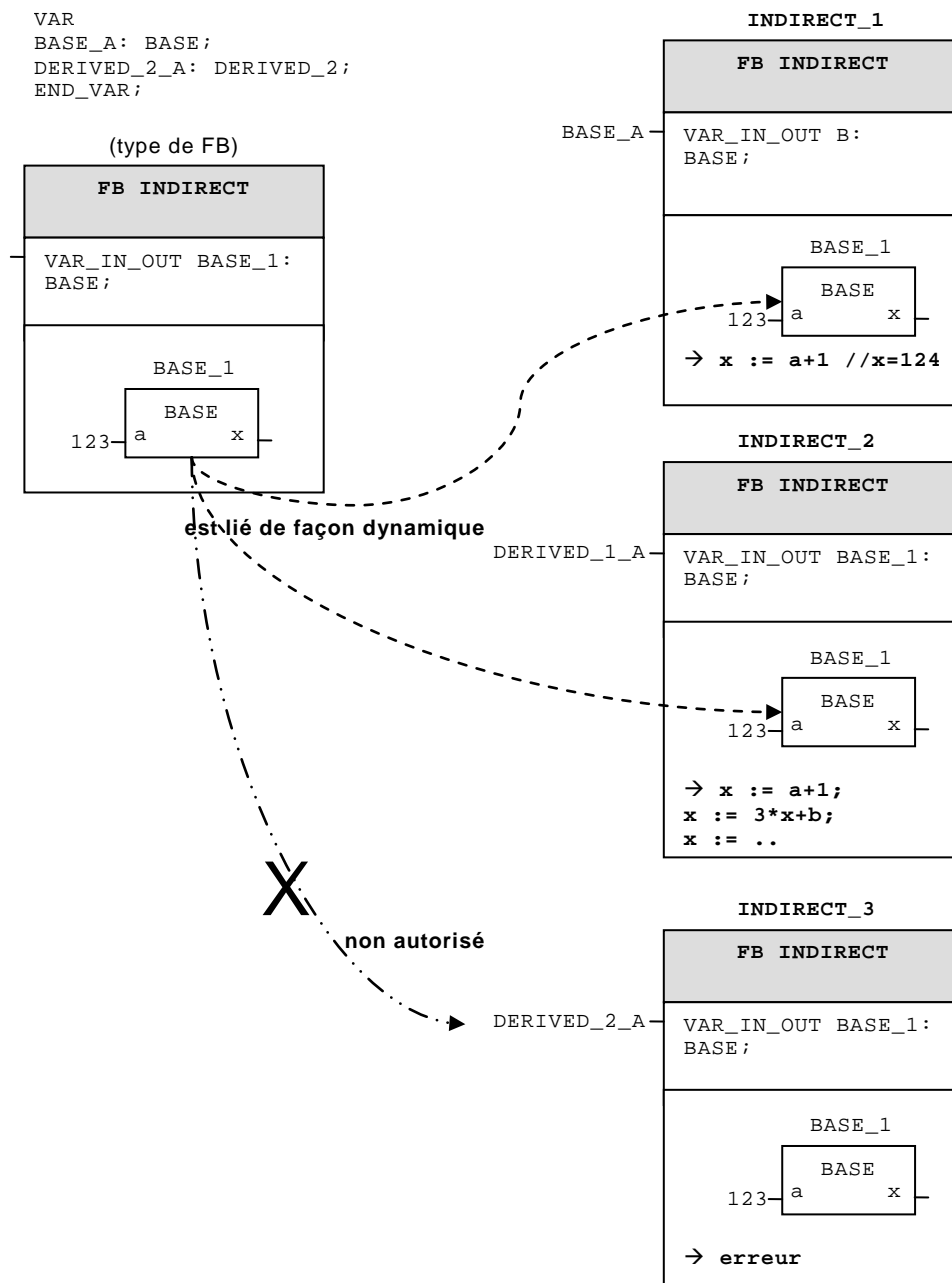 VAR
BASE_A: BASE;
DERIVED_2_A: DERIVED_2;
END_VAR;
(type de FB)
FB INDIRECT
VAR_IN_OUT BASE_1:
BASE;
BASE_1
BASE
123
a x
est lié de façon dynamique
non autorisé
X
INDIRECT_1
FB INDIRECT
BASE_A
VAR_IN_OUT B:
BASE;
BASE_1
BASE
123
a x
→ x := a+1 //x=124
INDIRECT_2
FB INDIRECT
DERIVED_1_A
VAR_IN_OUT BASE_1:
BASE;
BASE_1
BASE
123
a x
→ x := a+1;
x := 3*x+b;
x := ..
INDIRECT_3
FB INDIRECT
DERIVED_2_A
VAR_IN_OUT BASE_1:
BASE;
BASE_1
BASE
123
a x
→ erreur